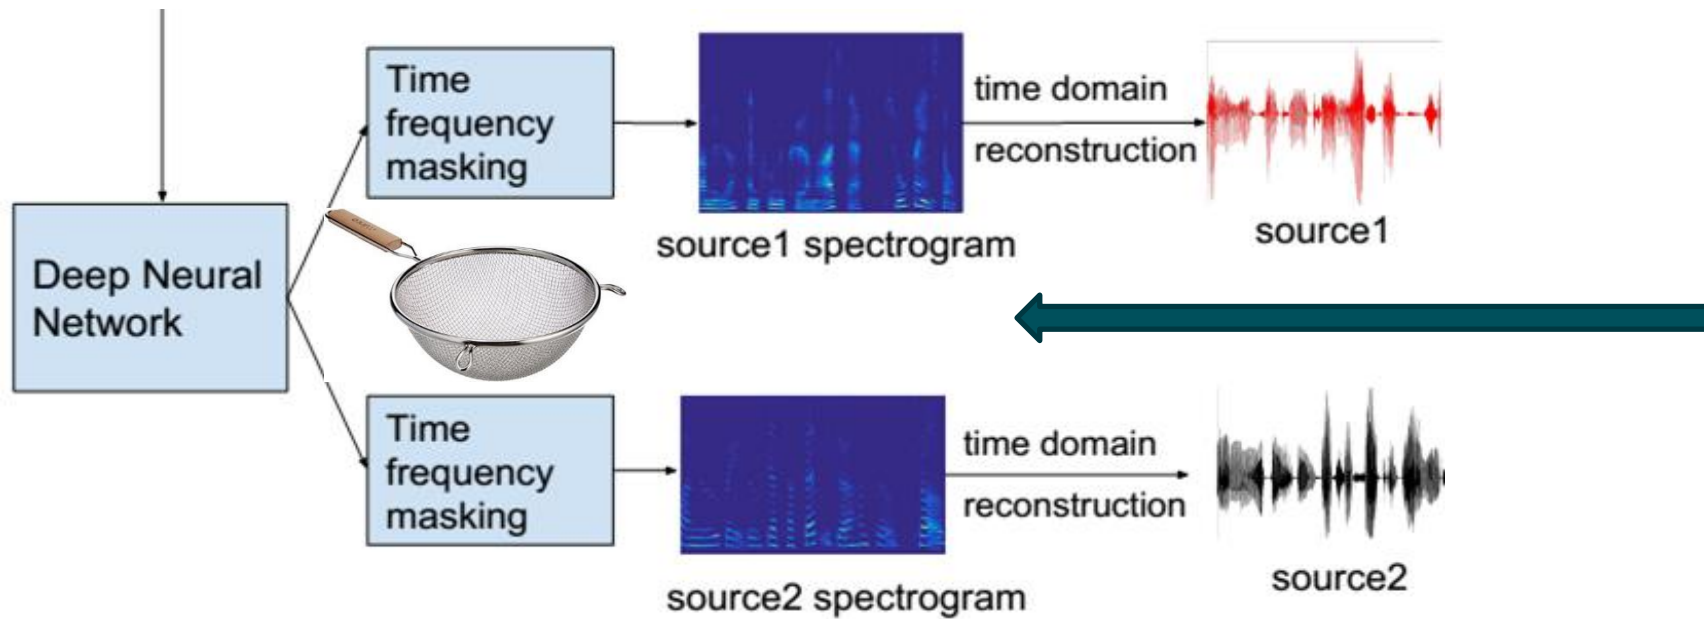 Time
frequency
masking
time domain
reconstruction
source1 spectrogram
source1
Deep Neural
Network
Time
frequency
masking
time domain
reconstruction
source2 spectrogram
source2